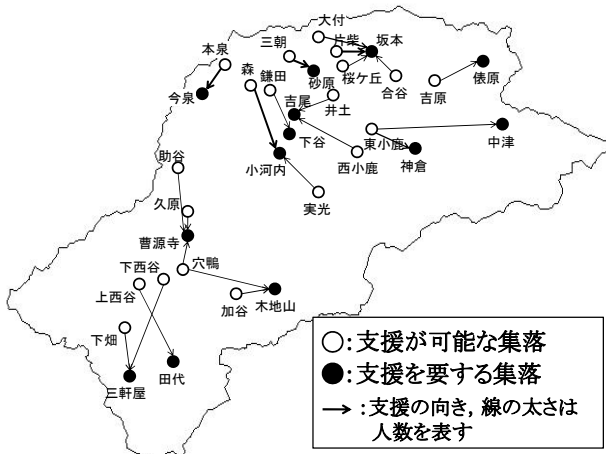 大付
三朝
片柴
坂本
本泉
森
鎌田
砂原
桜ケ丘
合谷
吉原
俵原
今泉
吉尾
井土
下谷
東小鹿
中津
小河内
西小鹿
神倉
助谷
実光
久原
曹源寺
下西谷
穴鴨
上西谷
加谷
木地山
下畑
三軒屋
田代
○:支援が可能な集落
●:支援を要する集落
→:支援の向き，線の太さは
人数を表す